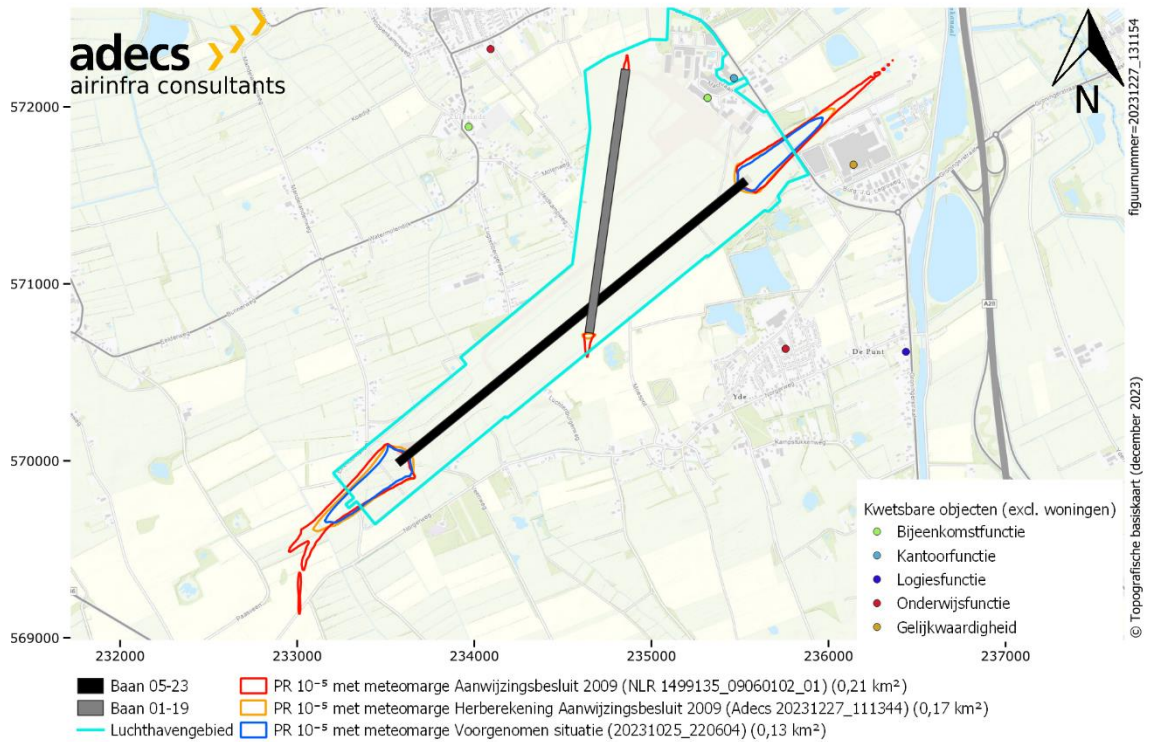 adecs
airinfra consultants
N
figuurnummer=20231227_131154
© Topografische basiskaart (december 2023)
572000
571000
570000
569000
232000
233000
234000
235000
236000
237000
A28
De Punt
Yde
Kwetsbare objecten (excl. woningen)
Bijeenkomstfunctie
Kantoorfunctie
Logiesfunctie
Onderwijsfunctie
Gelijkwaardigheid
Baan 05-23
Baan 01-19
Luchthavengebied
PR 10⁻⁵ met meteomarge Aanwijzingsbesluit 2009 (NLR 1499135_09060102_01) (0,21 km²)
PR 10⁻⁵ met meteomarge Herberekening Aanwijzingsbesluit 2009 (Adecs 20231227_111344) (0,17 km²)
PR 10⁻⁵ met meteomarge Voorgenomen situatie (20231025_220604) (0,13 km²)